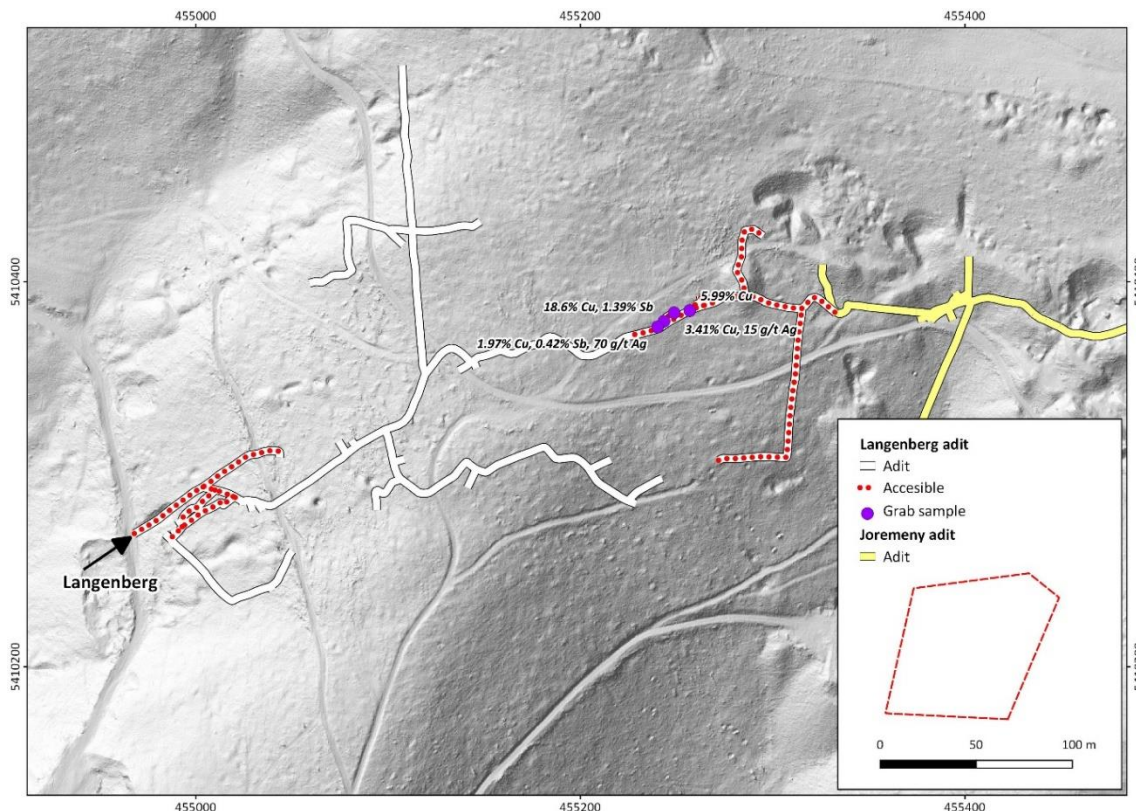 455000
455200
455400
5410400
18.6% Cu, 1.39% Sb
5.99% Cu
3.41% Cu, 15 g/t Ag
1.97% Cu, 0.42% Sb, 70 g/t Ag
Langenberg
5410200
Langenberg adit
Adit
Accesible
Grab sample
Joremeny adit
Adit
0
50
100 m
455000
455200
455400